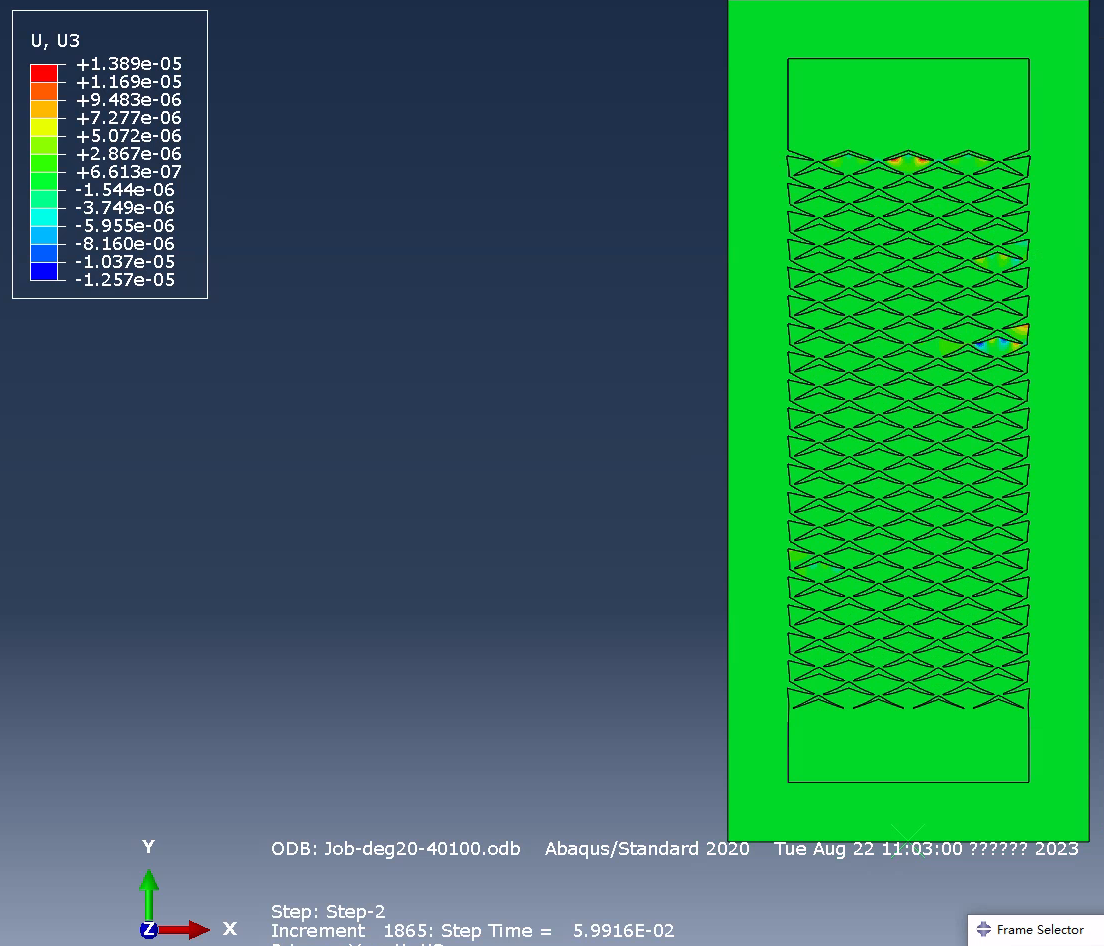 U, U3
+1.389e-05
+1.169e-05
+9.483e-06
+7.277e-06
+5.072e-06
+2.867e-06
+6.613e-07
-1.544e-06
-3.749e-06
-5.955e-06
-8.160e-06
-1.037e-05
-1.257e-05
Y
Z
X
ODB: Job-deg20-40100.odb Abaqus/Standard 2020 Tue Aug 22 11:03:00 ?????? 2023
Step: Step-2
Increment 1865: Step Time = 5.9916E-02
Frame Selector